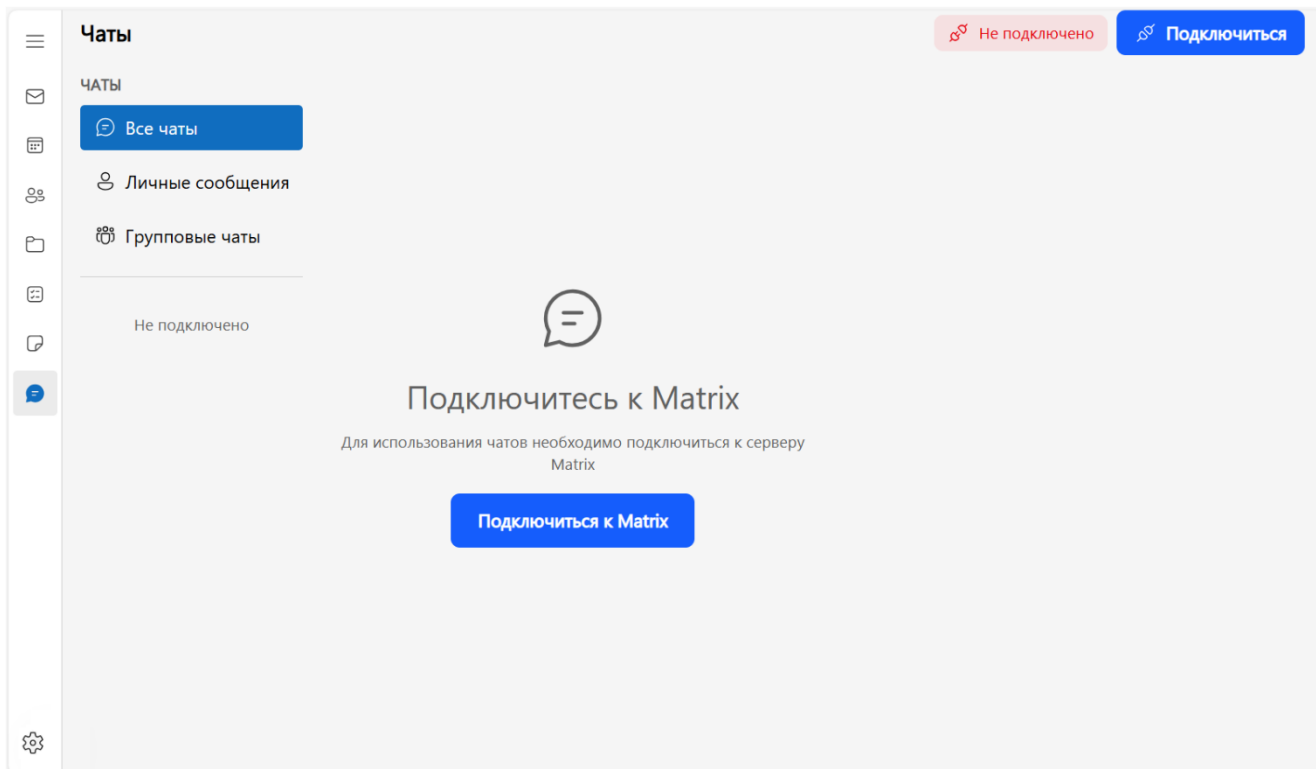 Чаты
Не подключено
Подключиться
ЧАТЫ
Все чаты
Личные сообщения
Групповые чаты
Не подключено
Подключитесь к Matrix
Для использования чатов необходимо подключиться к серверу
Matrix
Подключиться к Matrix